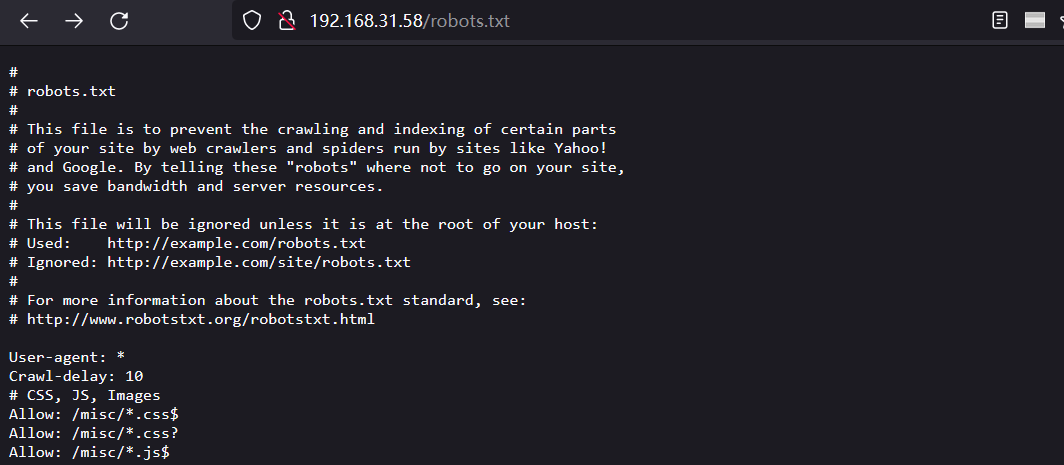 192.168.31.58/robots.txt
#
# robots.txt
#
# This file is to prevent the crawling and indexing of certain parts
# of your site by web crawlers and spiders run by sites like Yahoo!
# and Google. By telling these "robots" where not to go on your site,
# you save bandwidth and server resources.
#
# This file will be ignored unless it is at the root of your host:
# Used:    http://example.com/robots.txt
# Ignored: http://example.com/site/robots.txt
#
# For more information about the robots.txt standard, see:
# http://www.robotstxt.org/robotstxt.html
User-agent: *
Crawl-delay: 10
# CSS, JS, Images
Allow: /misc/*.css$
Allow: /misc/*.css?
Allow: /misc/*.js$